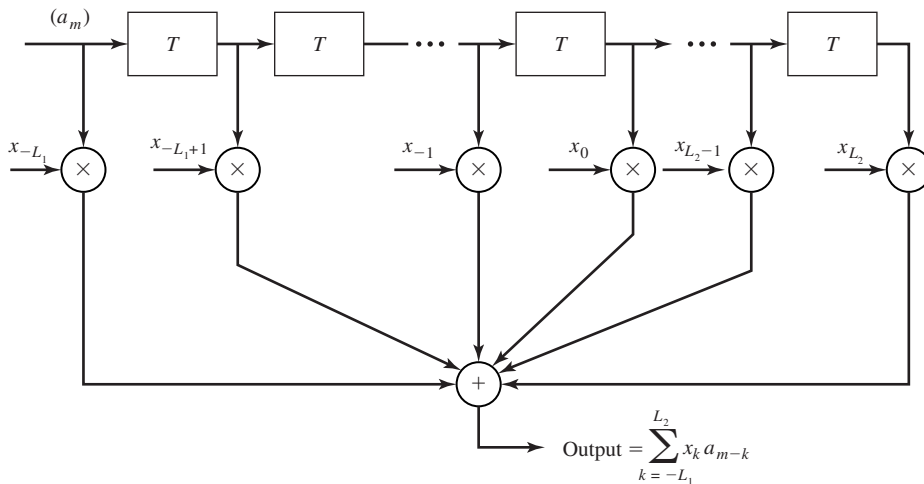 (a_m)
T T ... T ... T
x_{-L_1} x_{-L_1+1} x_{-1} x_0 x_{L_2-1} x_{L_2}
× × × × × ×
+
Output = \sum_{k = -L_1}^{L_2} x_k a_{m-k}